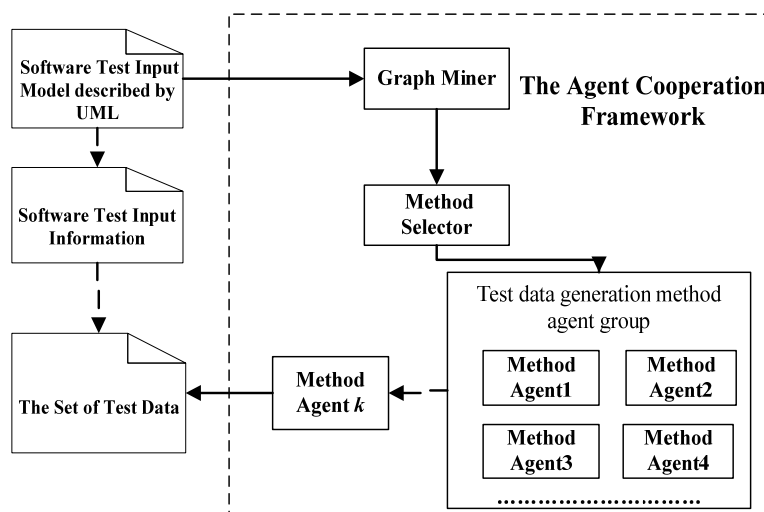 Software Test Input
Model described by
UML
Graph Miner
The Agent Cooperation
Framework
Software Test Input
Information
Method
Selector
Test data generation method
agent group
Method
Agent1
Method
Agent2
The Set of Test Data
Method
Agent k
Method
Agent3
Method
Agent4
……………………………